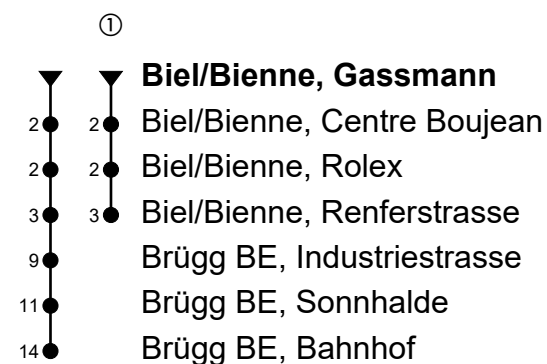 ①
Biel/Bienne, Gassmann
2 2 Biel/Bienne, Centre Boujean
2 2 Biel/Bienne, Rolex
3 3 Biel/Bienne, Renferstrasse
9 Brügg BE, Industriestrasse
11 Brügg BE, Sonnhalde
14 Brügg BE, Bahnhof